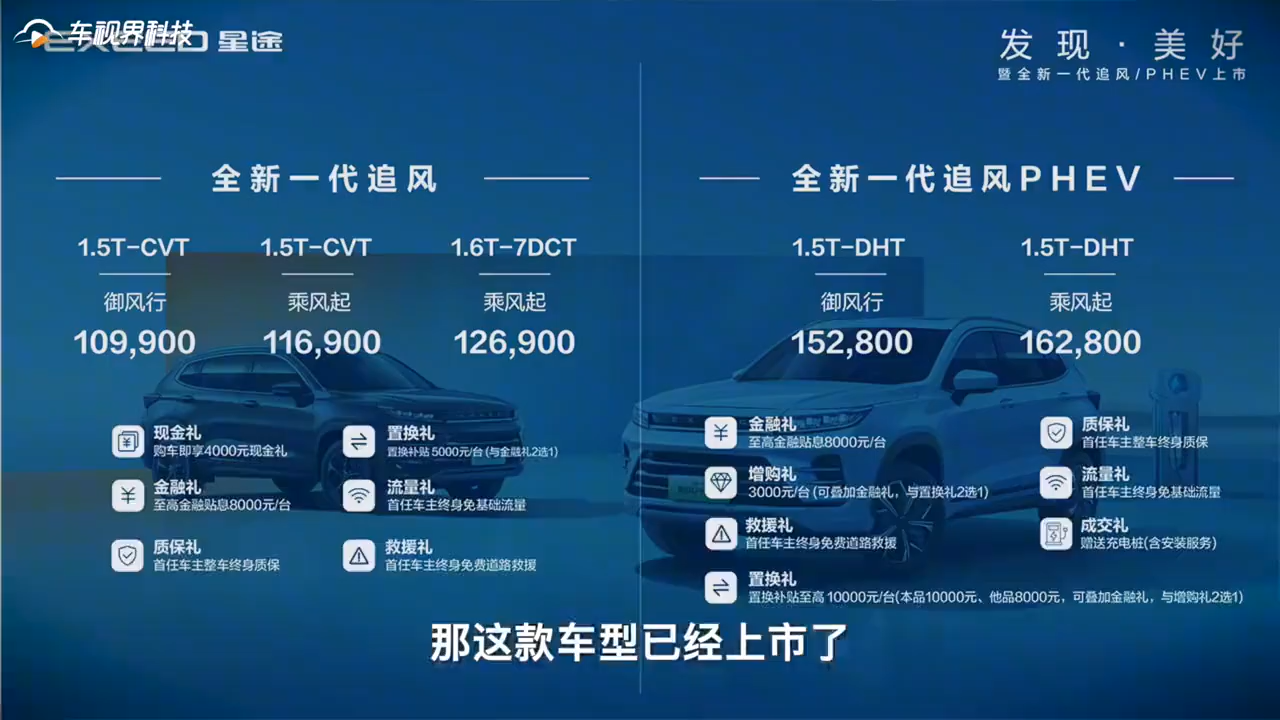 车视界科技
EXEED 星途
发现·美好
暨全新一代追风/PHEV上市
全新一代追风
1.5T-CVT 1.5T-CVT 1.6T-7DCT
御风行 乘风起 乘风起
109,900 116,900 126,900
现金礼
购车即享4000元现金礼
置换礼
置换补贴 5000元/台 (与金融礼2选1)
金融礼
至高金融贴息8000元/台
流量礼
首任车主终身免基础流量
质保礼
首任车主整车终身质保
救援礼
首任车主终身免费道路救援
全新一代追风PHEV
1.5T-DHT 1.5T-DHT
御风行 乘风起
152,800 162,800
金融礼
至高金融贴息8000元/台
质保礼
首任车主整车终身质保
增购礼
3000元/台 (可叠加金融礼，与置换礼2选1)
流量礼
首任车主终身免基础流量
救援礼
首任车主终身免费道路救援
成交礼
赠送充电桩(含安装服务)
置换礼
置换补贴至高 10000元/台(本品10000元、他品8000元，可叠加金融礼，与增购礼2选1)
那这款车型已经上市了